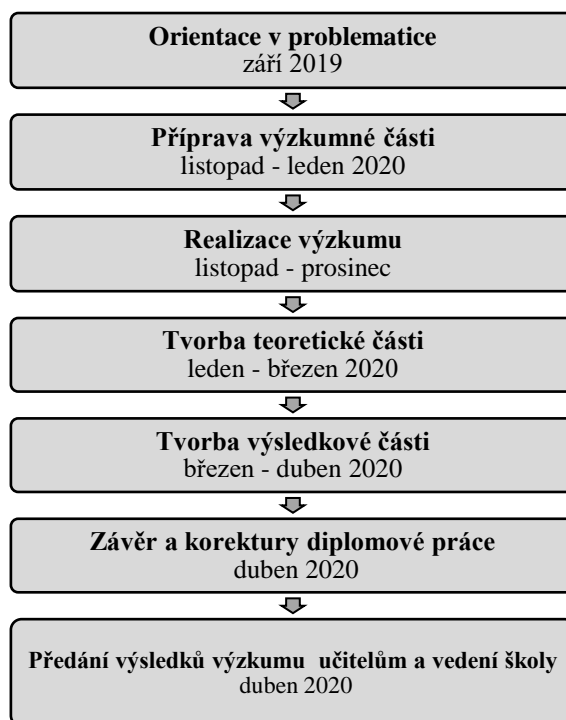 Orientace v problematice
září 2019
Příprava výzkumné části
listopad - leden 2020
Realizace výzkumu
listopad - prosinec
Tvorba teoretické části
leden - březen 2020
Tvorba výsledkové části
březen - duben 2020
Závěr a korektury diplomové práce
duben 2020
Předání výsledků výzkumu učitelům a vedení školy
duben 2020